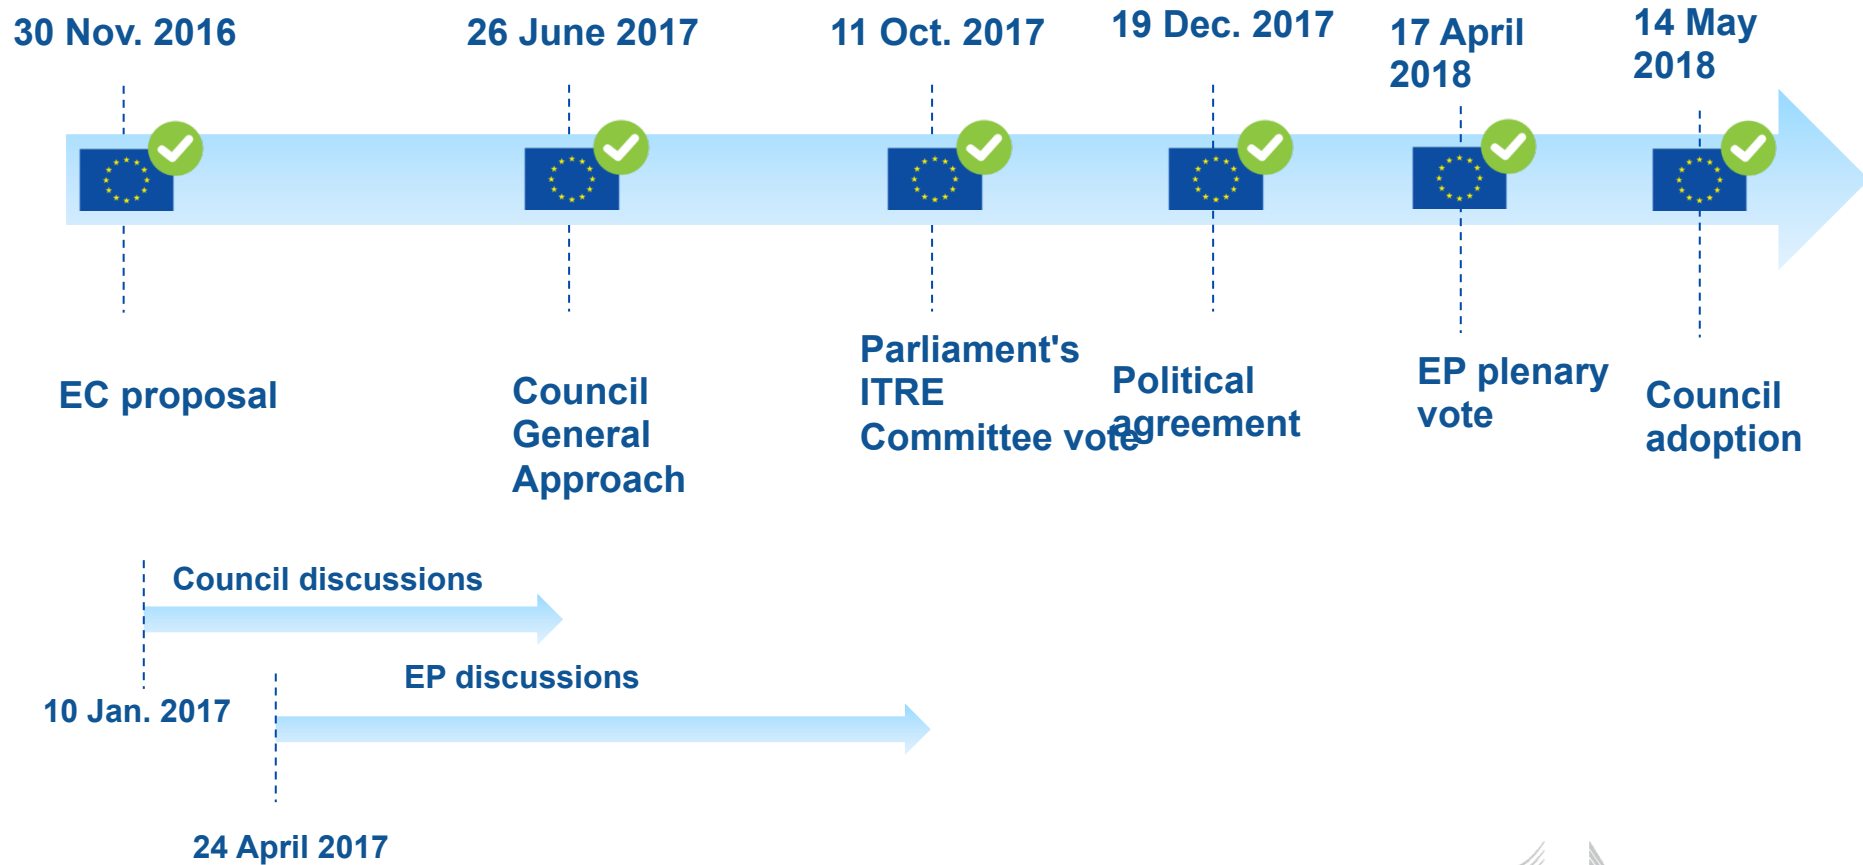 30 Nov. 2016
26 June 2017
11 Oct. 2017
19 Dec. 2017
17 April
2018
14 May
2018
EC proposal
Council
General
Approach
Parliament's
ITRE
Committee vote
Political
agreement
EP plenary
vote
Council
adoption
Council discussions
10 Jan. 2017
EP discussions
24 April 2017